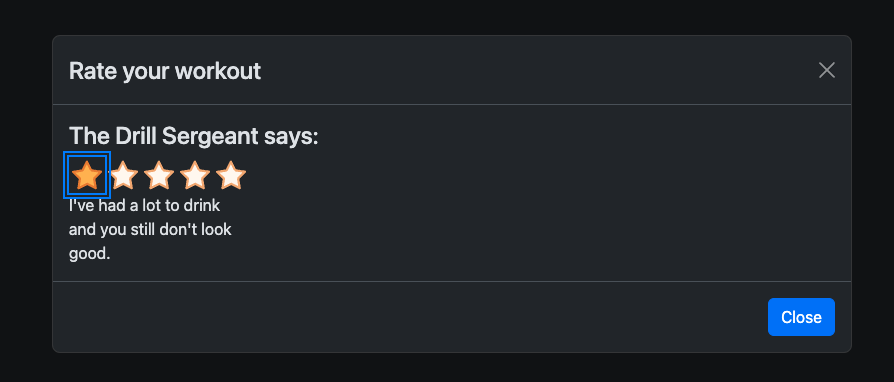 Rate your workout
The Drill Sergeant says:
I've had a lot to drink
and you still don't look
good.
Close